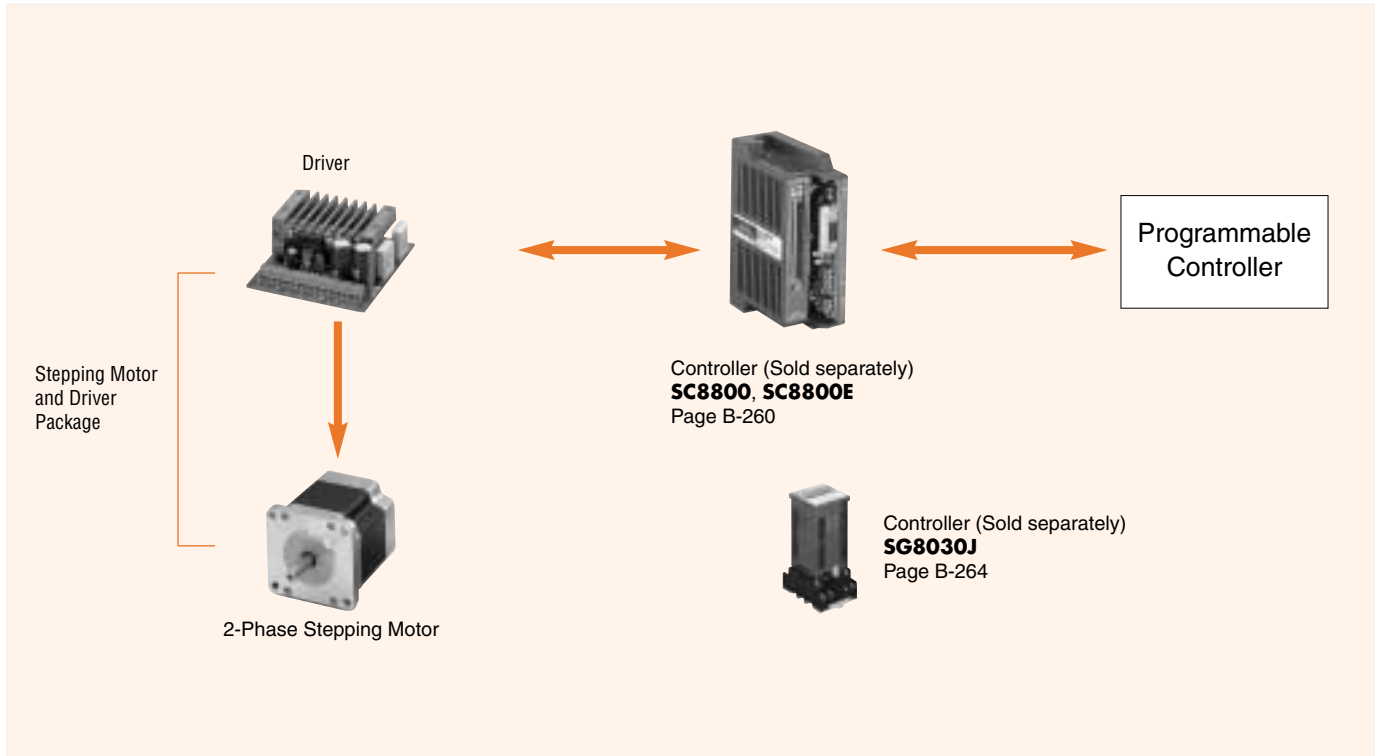 Driver
Stepping Motor
and Driver
Package
2-Phase Stepping Motor
Controller (Sold separately)
SC8800, SC8800E
Page B-260
Programmable
Controller
Controller (Sold separately)
SG8030J
Page B-264